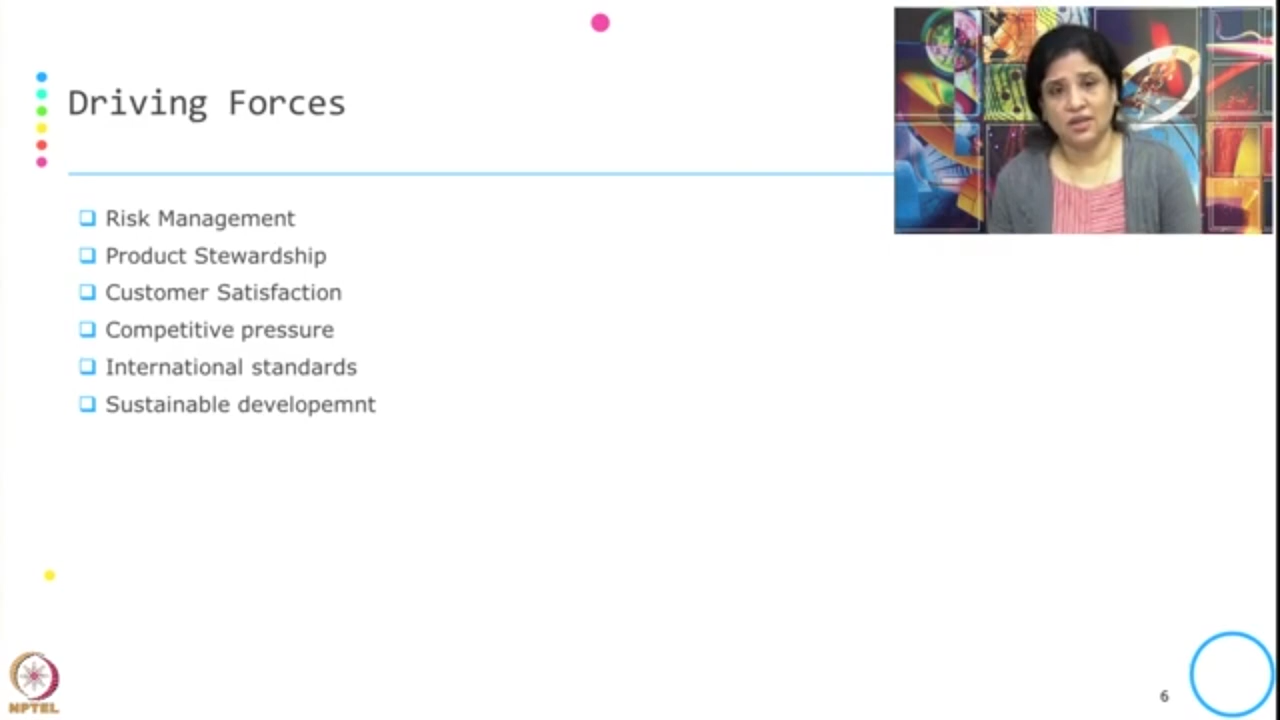 Driving Forces
Risk Management
Product Stewardship
Customer Satisfaction
Competitive pressure
International standards
Sustainable developemnt
NPTEL
6